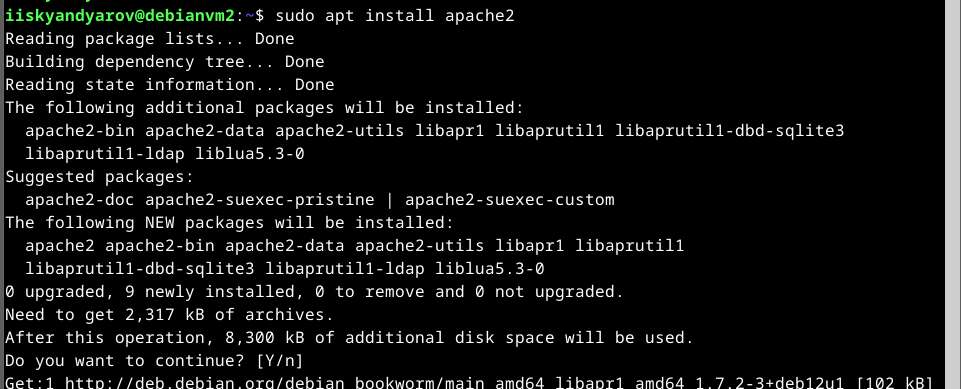 iiskyandyarov@debianvm2:~$ sudo apt install apache2
Reading package lists... Done
Building dependency tree... Done
Reading state information... Done
The following additional packages will be installed:
  apache2-bin apache2-data apache2-utils libapr1 libaprutil1 libaprutil1-dbd-sqlite3
  libaprutil1-ldap liblua5.3-0
Suggested packages:
  apache2-doc apache2-suexec-pristine | apache2-suexec-custom
The following NEW packages will be installed:
  apache2 apache2-bin apache2-data apache2-utils libapr1 libaprutil1
  libaprutil1-dbd-sqlite3 libaprutil1-ldap liblua5.3-0
0 upgraded, 9 newly installed, 0 to remove and 0 not upgraded.
Need to get 2,317 kB of archives.
After this operation, 8,300 kB of additional disk space will be used.
Do you want to continue? [Y/n]
Get:1 http://deb.debian.org/debian bookworm/main amd64 libapr1 amd64 1.7.2-3+deb12u1 [102 kB]